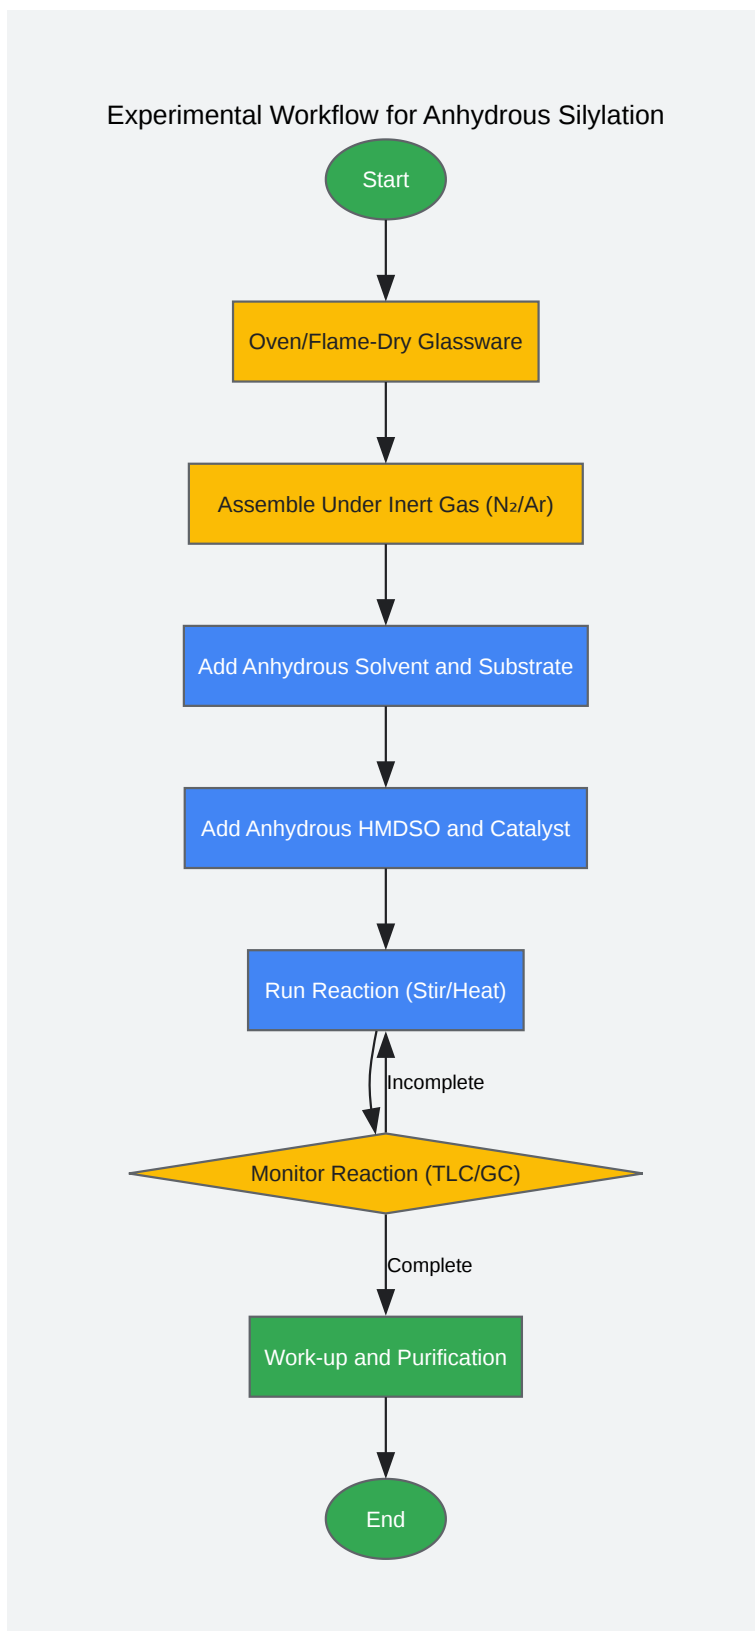 Experimental Workflow for Anhydrous Silylation
Start
Oven/Flame-Dry Glassware
Assemble Under Inert Gas (N₂/Ar)
Add Anhydrous Solvent and Substrate
Add Anhydrous HMDSO and Catalyst
Run Reaction (Stir/Heat)
Incomplete
Monitor Reaction (TLC/GC)
Complete
Work-up and Purification
End